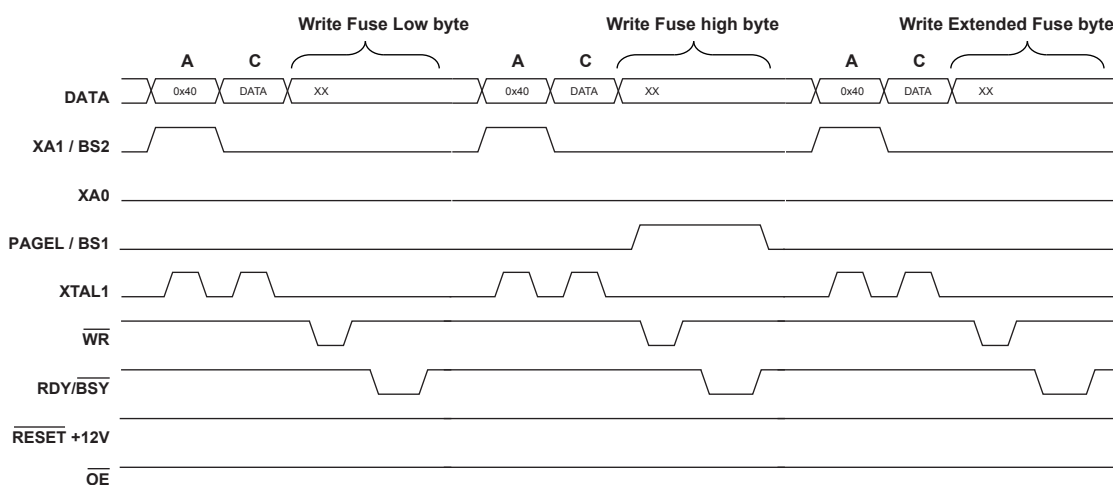 Write Fuse Low byte Write Fuse high byte Write Extended Fuse byte
A C A C A C
DATA 0x40 DATA XX 0x40 DATA XX 0x40 DATA XX
XA1 / BS2
XA0
PAGEL / BS1
XTAL1
WR
RDY/BSY
RESET +12V
OE